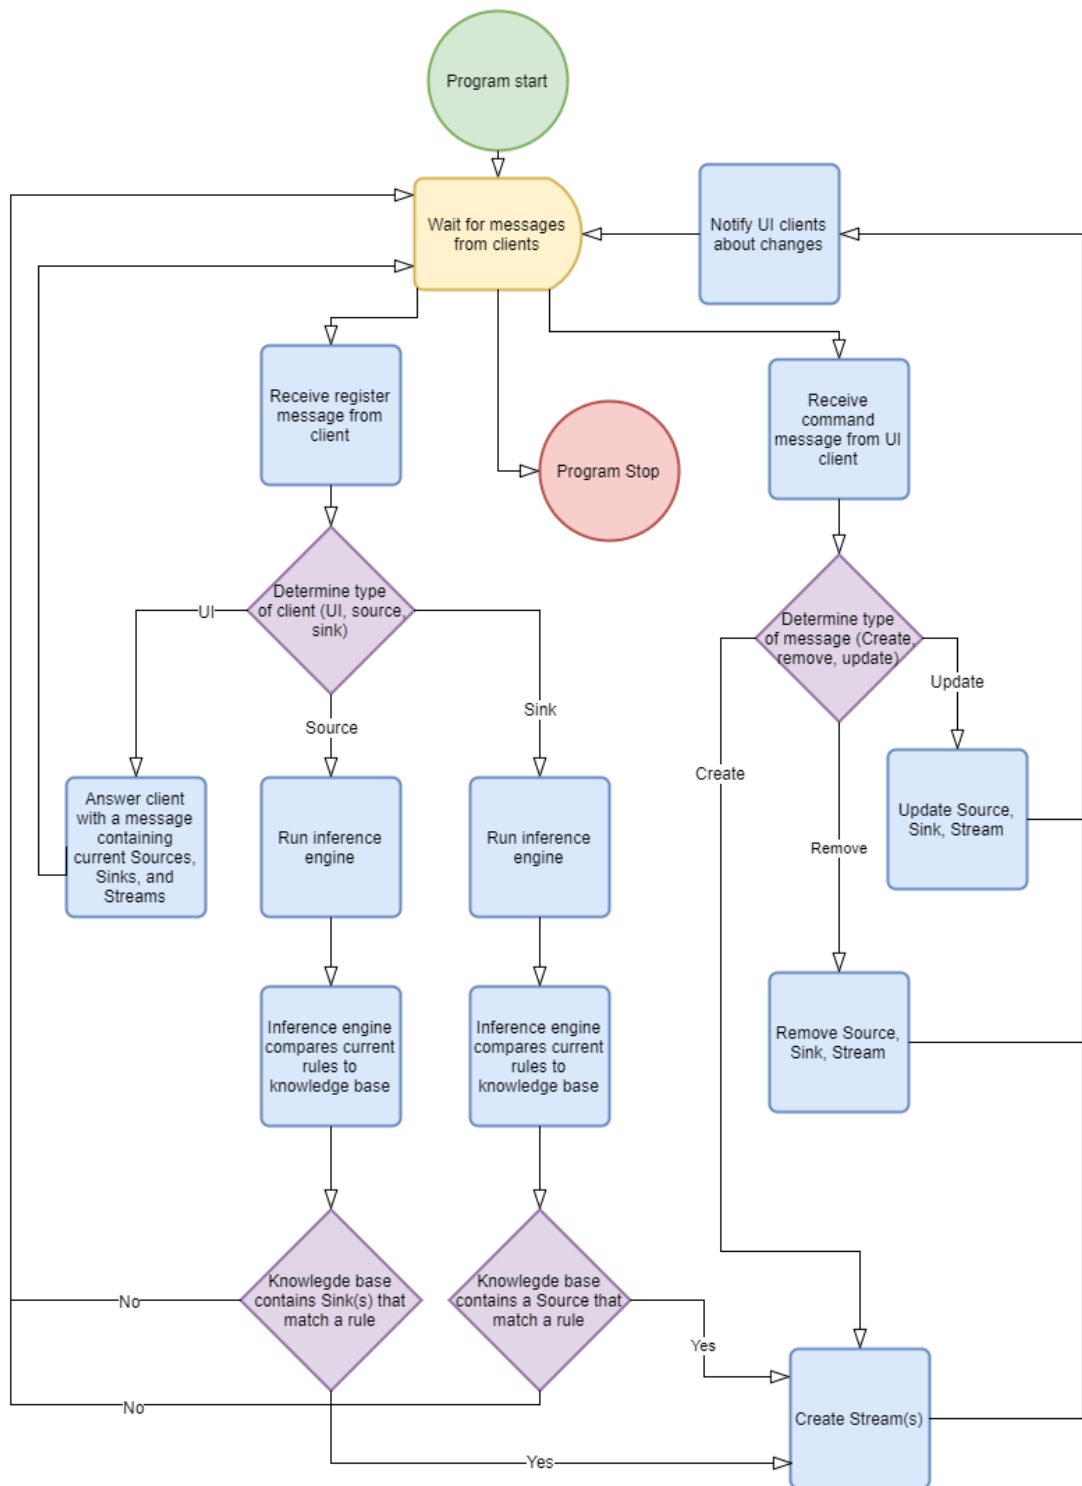 Program start
Wait for messages
from clients
Notify UI clients
about changes
Receive register
message from
client
Program Stop
Receive
command
message from UI
client
Determine type
of client (UI, source,
sink)
UI
Source
Sink
Determine type
of message (Create,
remove, update)
Update
Create
Remove
Answer client
with a message
containing
current Sources,
Sinks, and
Streams
Run inference
engine
Run inference
engine
Update Source,
Sink, Stream
Inference engine
compares current
rules to
knowledge base
Inference engine
compares current
rules to
knowledge base
Remove Source,
Sink, Stream
Knowlegde base
contains Sink(s) that
match a rule
Knowlegde base
contains a Source that
match a rule
No
Yes
No
Create Stream(s)
Yes